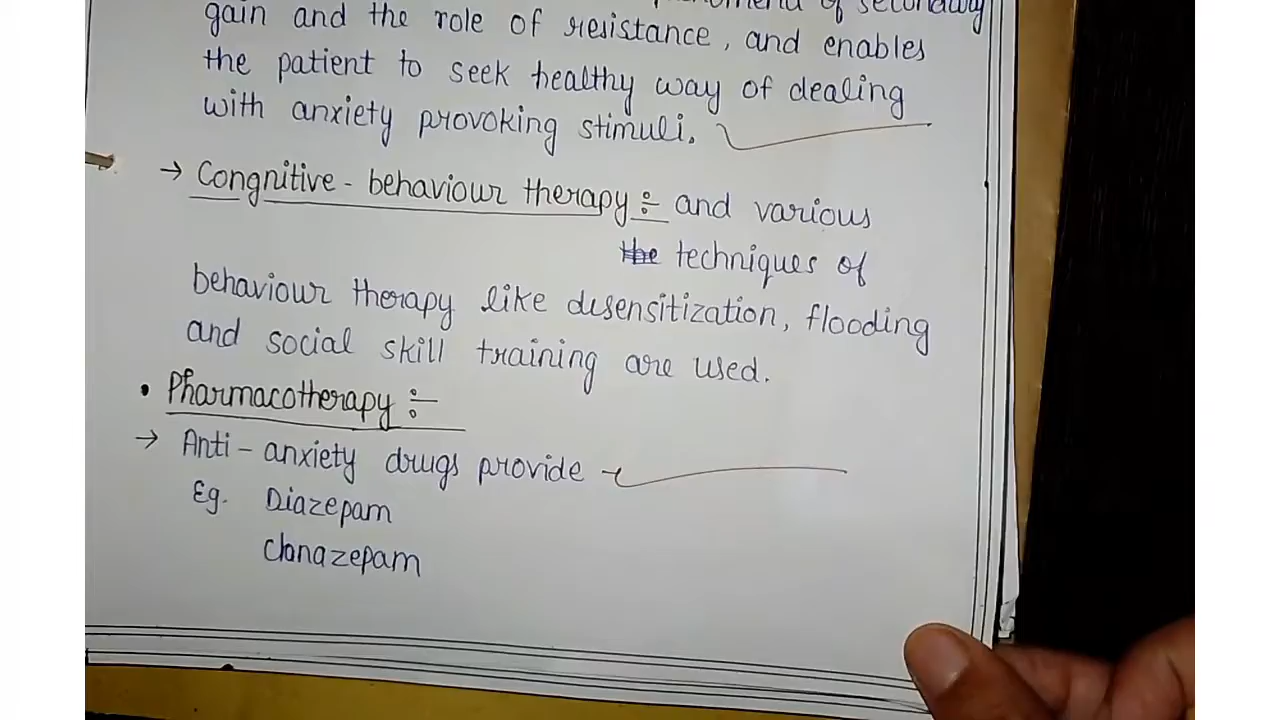 of secondary
gain and the role of resistance, and enables
the patient to seek healthy way of dealing
with anxiety provoking stimuli.
→ Congnitive - behaviour therapy ÷ and various
the techniques of
behaviour therapy like desensitization, flooding
and social skill training are used.
• Pharmacotherapy ÷
→ Anti - anxiety drugs provide -
Eg. Diazepam
Clonazepam